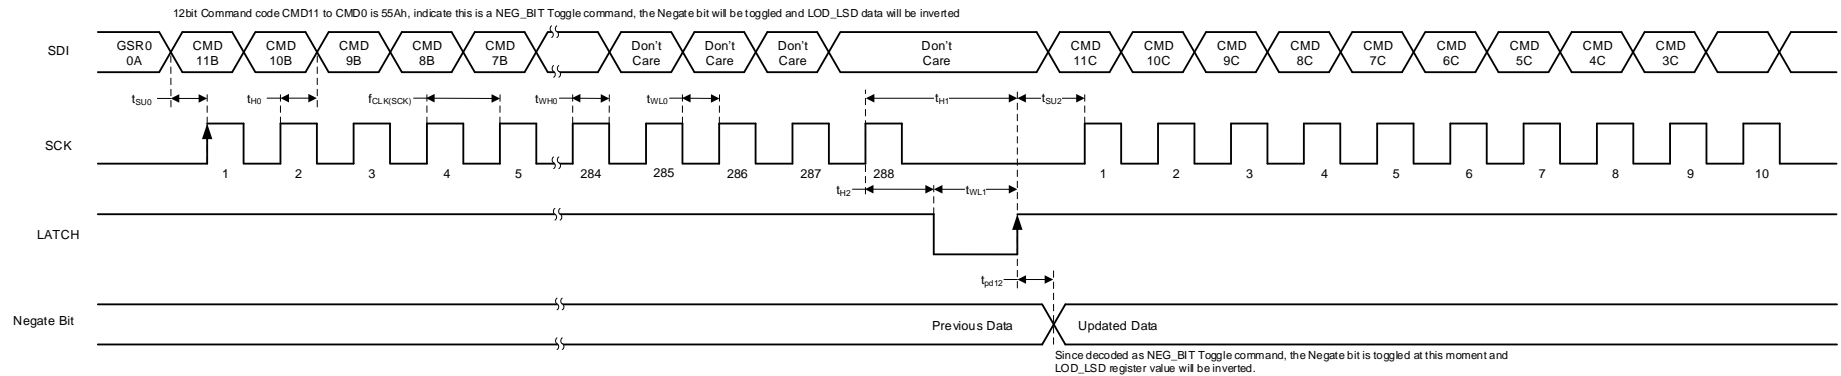 12bit Command code CMD11 to CMD0 is 55Ah, indicate this is a NEG_BIT Toggle command, the Negate bit will be toggled and LOD_LSD data will be inverted
SDI
GSR0
0A
CMD
11B
CMD
10B
CMD
9B
CMD
8B
CMD
7B
Don't
Care
Don't
Care
Don't
Care
Don't
Care
CMD
11C
CMD
10C
CMD
9C
CMD
8C
CMD
7C
CMD
6C
CMD
5C
CMD
4C
CMD
3C
tSU0
tH0
fCLK(SCK)
tWH0
tWL0
tH1
tSU2
SCK
1 2 3 4 5 284 285 286 287 288 1 2 3 4 5 6 7 8 9 10
tH2
tWL1
LATCH
tpd12
Negate Bit
Previous Data
Updated Data
Since decoded as NEG_BIT Toggle command, the Negate bit is toggled at this moment and
LOD_LSD register value will be inverted.